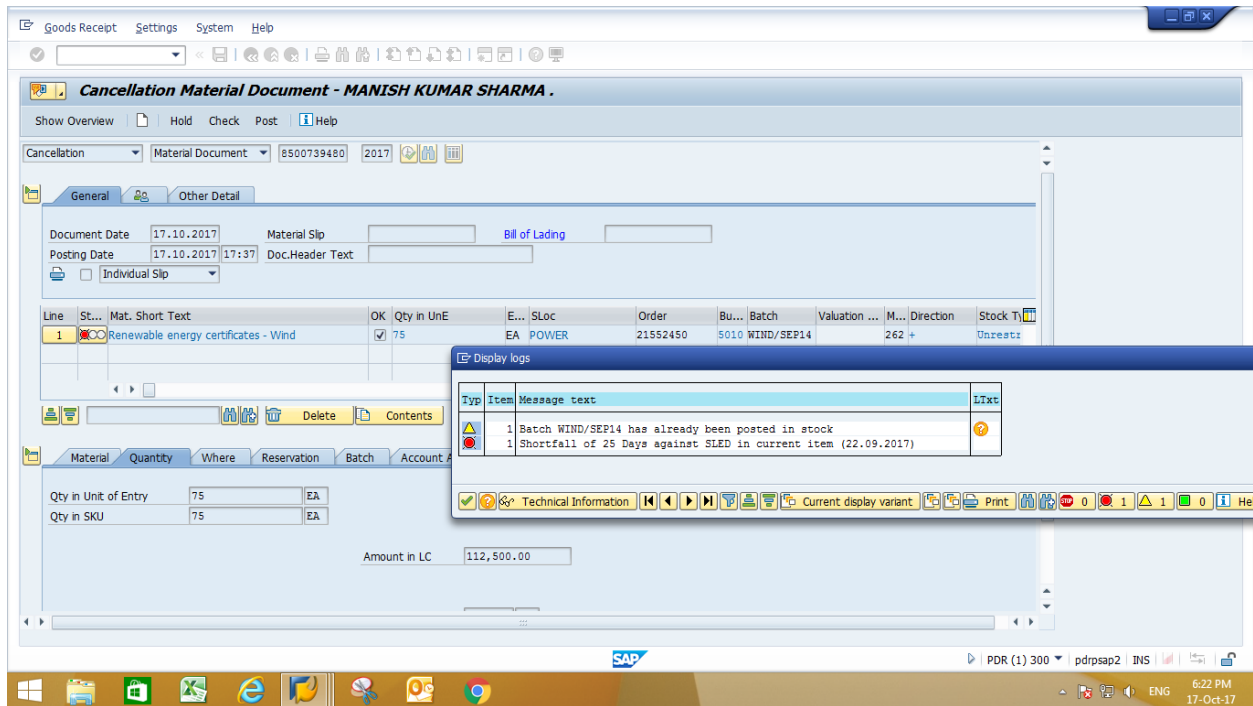 Goods Receipt Settings System Help
Cancellation Material Document - MANISH KUMAR SHARMA .
Show Overview Hold Check Post Help
Cancellation Material Document 8500739480 2017
General Other Detail
Document Date 17.10.2017 Material Slip Bill of Lading
Posting Date 17.10.2017 17:37 Doc.Header Text
Individual Slip
Line St... Mat. Short Text OK Qty in UnE E... SLoc Order Bu... Batch Valuation ... M... Direction Stock Ty
1 Renewable energy certificates - Wind 75 EA POWER 21552450 5010 WIND/SEP14 262 + Unrestr
Display logs
Typ Item Message text LTxt
1 Batch WIND/SEP14 has already been posted in stock
1 Shortfall of 25 Days against SLED in current item (22.09.2017)
Delete Contents
Material Quantity Where Reservation Batch Account A
Technical Information Current display variant Print STOP 0 1 1 0 He
Qty in Unit of Entry 75 EA
Qty in SKU 75 EA
Amount in LC 112,500.00
SAP PDR (1) 300 pdrpsap2 INS
ENG 6:22 PM
17-Oct-17